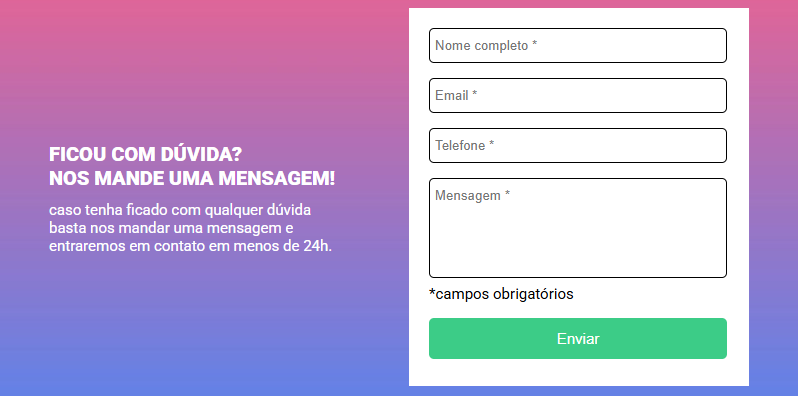 FICOU COM DÚVIDA?
NOS MANDE UMA MENSAGEM!
caso tenha ficado com qualquer dúvida
basta nos mandar uma mensagem e
entraremos em contato em menos de 24h.
Nome completo *
Email *
Telefone *
Mensagem *
*campos obrigatórios
Enviar